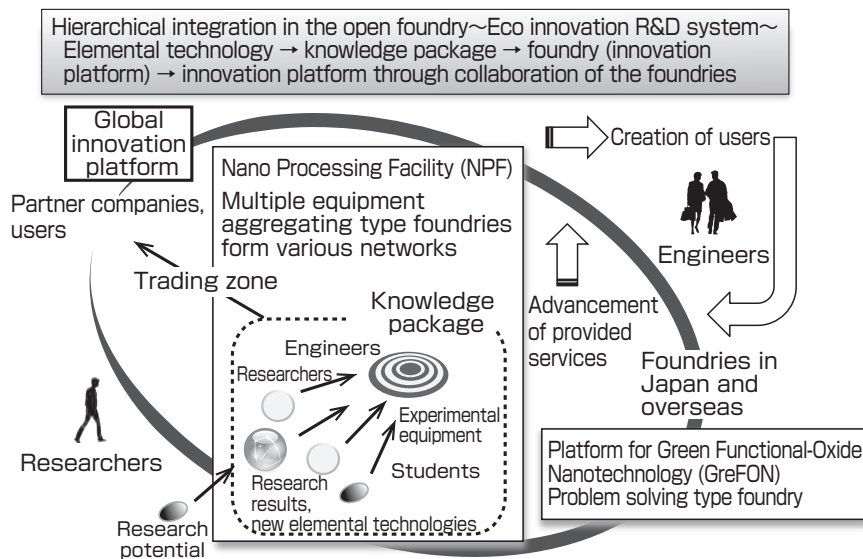 Hierarchical integration in the open foundry～Eco innovation R&D system～
Elemental technology → knowledge package → foundry (innovation
platform) → innovation platform through collaboration of the foundries
Global
innovation
platform
Partner companies,
users
Trading zone
Researchers
Research
potential
Nano Processing Facility (NPF)
Multiple equipment
aggregating type foundries
form various networks
Knowledge
package
Engineers
Researchers
Experimental
equipment
Students
Research
results,
new elemental technologies
Creation of users
Engineers
Advancement
of provided
services
Foundries in
Japan and
overseas
Platform for Green Functional-Oxide
Nanotechnology (GreFON)
Problem solving type foundry